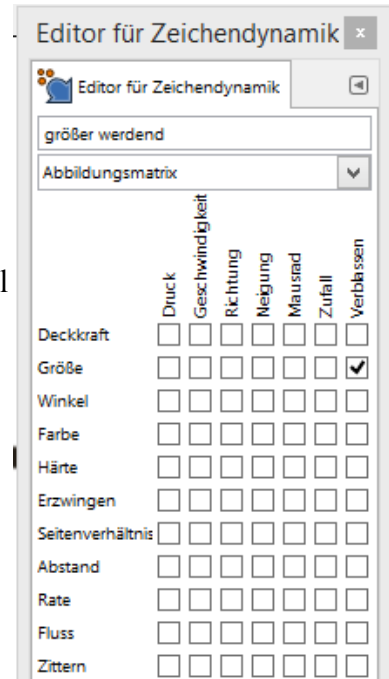 Editor für Zeichendynamik x
Editor für Zeichendynamik
größer werdend
Abbildungsmatrix
Druck Geschwindigkeit Richtung Neigung Mausrad Zufall Verblassen
l
Deckkraft
Größe
Winkel
Farbe
Härte
Erzwingen
Seitenverhältnis
Abstand
Rate
Fluss
Zittern